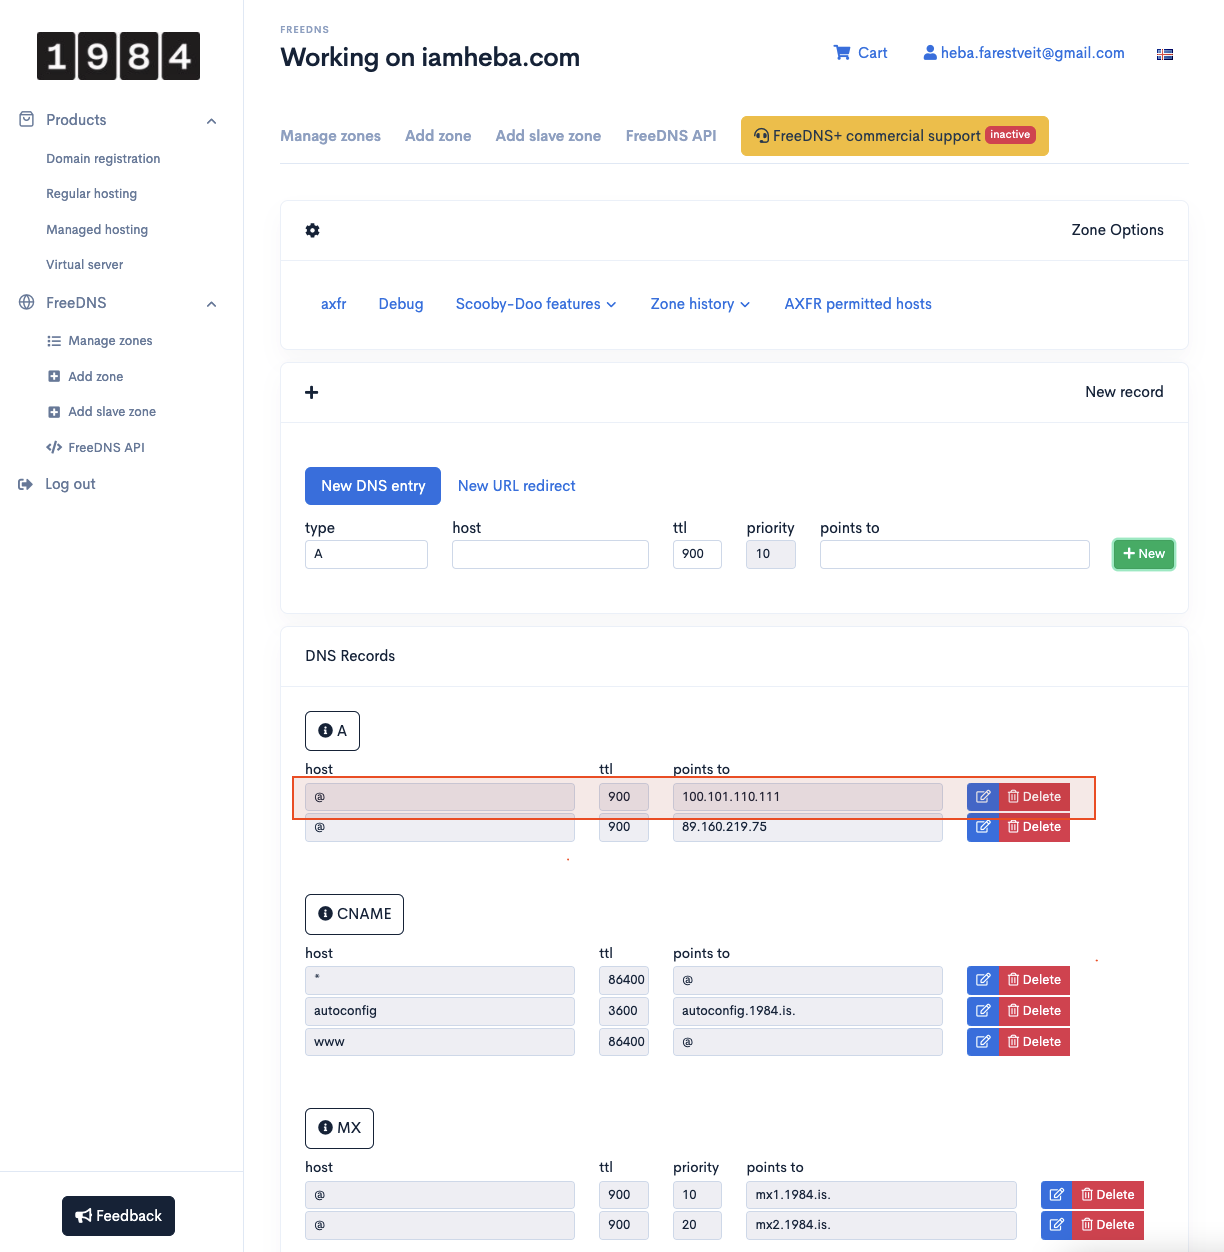 1984
FREEDNS
Working on iamheba.com
Cart
heba.farestveit@gmail.com
Products
Domain registration
Regular hosting
Managed hosting
Virtual server
FreeDNS
Manage zones
Add zone
Add slave zone
FreeDNS API
Log out
Feedback
Manage zones Add zone Add slave zone FreeDNS API FreeDNS+ commercial support inactive
Zone Options
axfr Debug Scooby-Doo features Zone history AXFR permitted hosts
New record
New DNS entry New URL redirect
type host ttl priority points to
A 900 10 New
DNS Records
A
host ttl points to
@ 900 100.101.110.111 Delete
@ 900 89.160.219.75 Delete
CNAME
host ttl points to
* 86400 @ Delete
autoconfig 3600 autoconfig.1984.is. Delete
www 86400 @ Delete
MX
host ttl priority points to
@ 900 10 mx1.1984.is. Delete
@ 900 20 mx2.1984.is. Delete